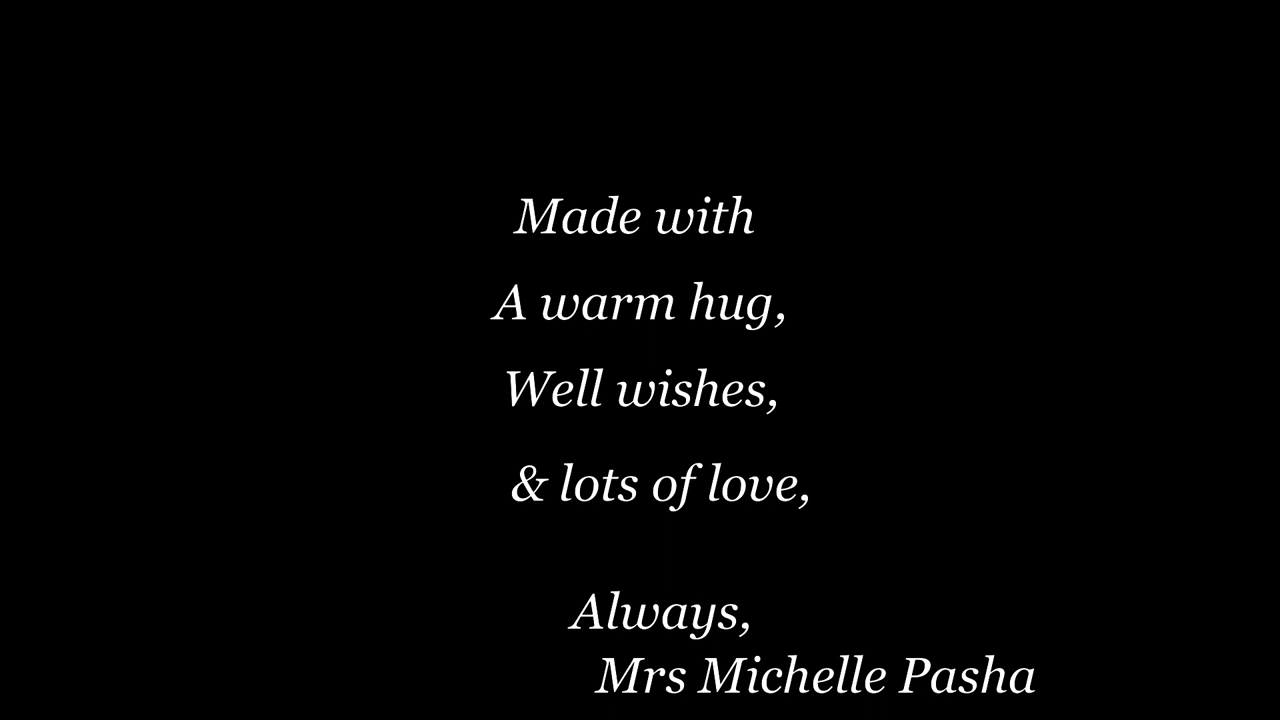 Made with
A warm hug,
Well wishes,
& lots of love,
Always,
Mrs Michelle Pasha